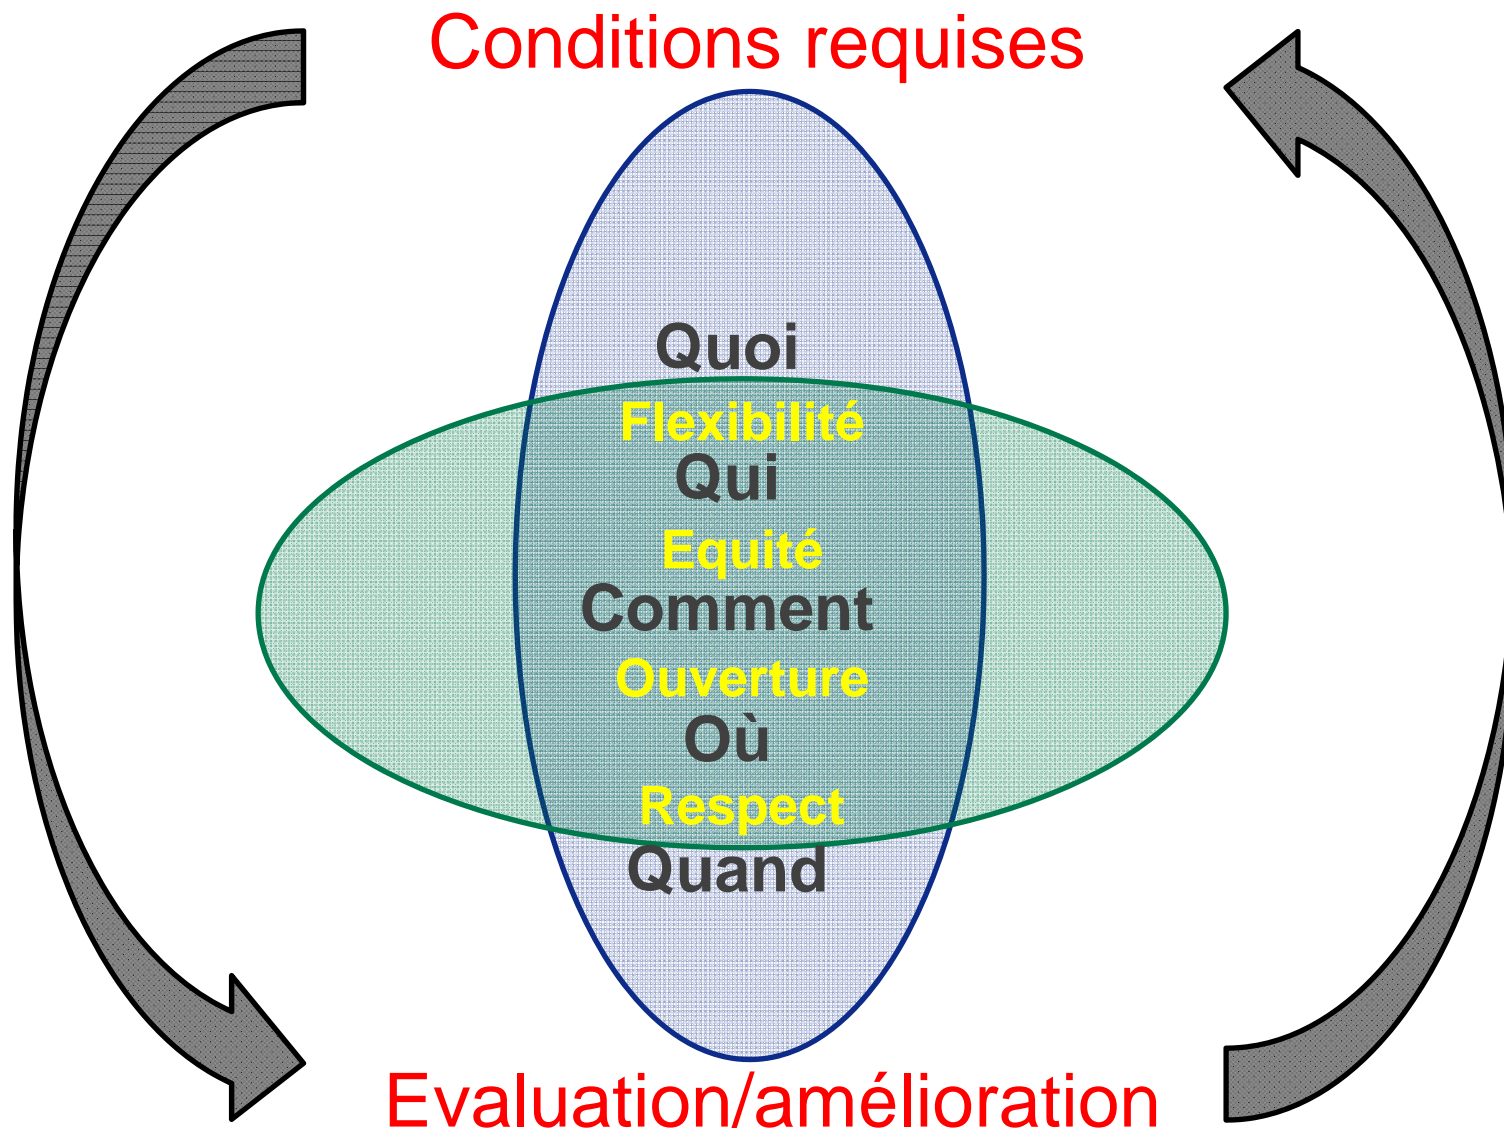 Conditions requises
Quoi
Flexibilité
Qui
Equité
Comment
Ouverture
Où
Respect
Quand
Evaluation/amélioration